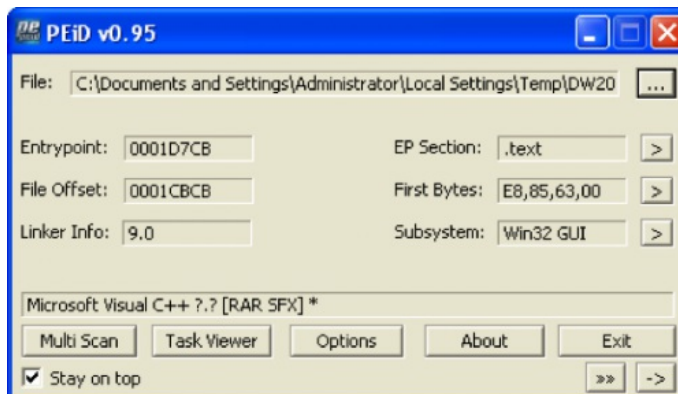 PEiD v0.95
File: C:\Documents and Settings\Administrator\Local Settings\Temp\DW20 ...
Entrypoint: 0001D7CB EP Section: .text >
File Offset: 0001CBCB First Bytes: E8,85,63,00 >
Linker Info: 9.0 Subsystem: Win32 GUI >
Microsoft Visual C++ ?.? [RAR SFX] *
Multi Scan Task Viewer Options About Exit
Stay on top »» ->